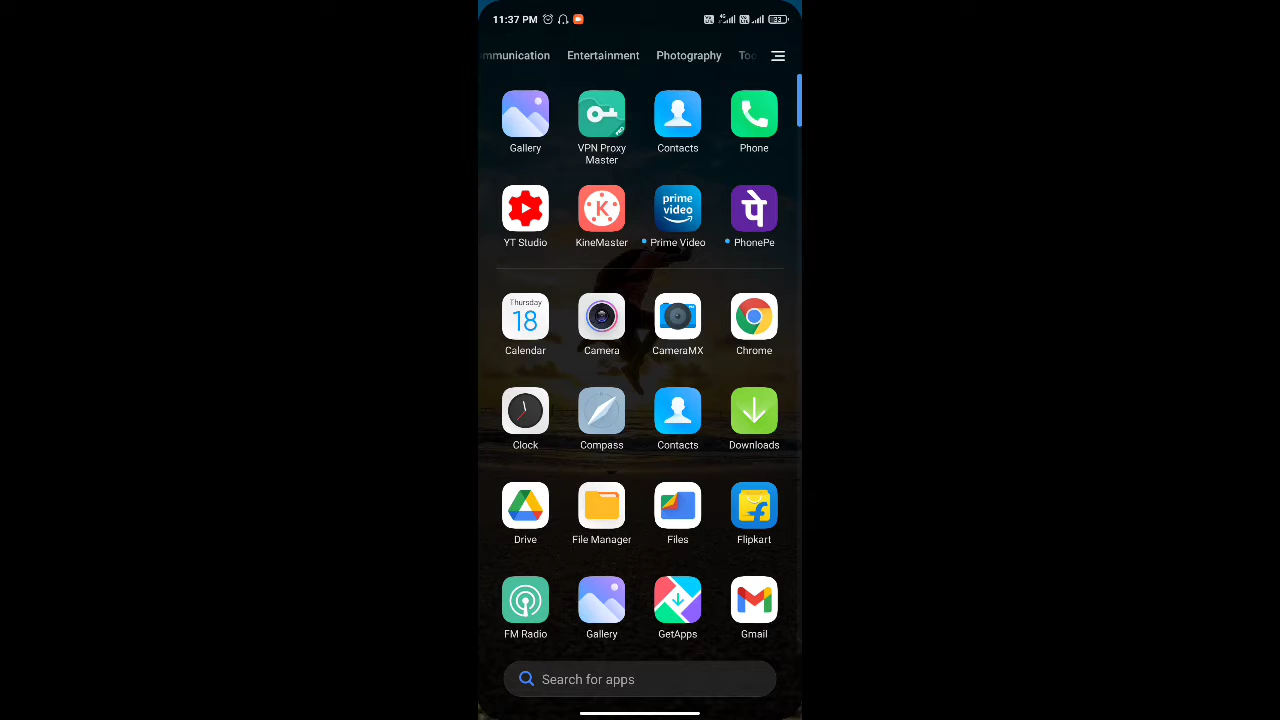 11:37 PM 33
mmunication Entertainment Photography Too
Gallery VPN Proxy Master Contacts Phone
prime video
पे
YT Studio KineMaster Prime Video PhonePe
Thursday
18
Calendar Camera CameraMX Chrome
Clock Compass Contacts Downloads
Drive File Manager Files Flipkart
FM Radio Gallery GetApps Gmail
Search for apps